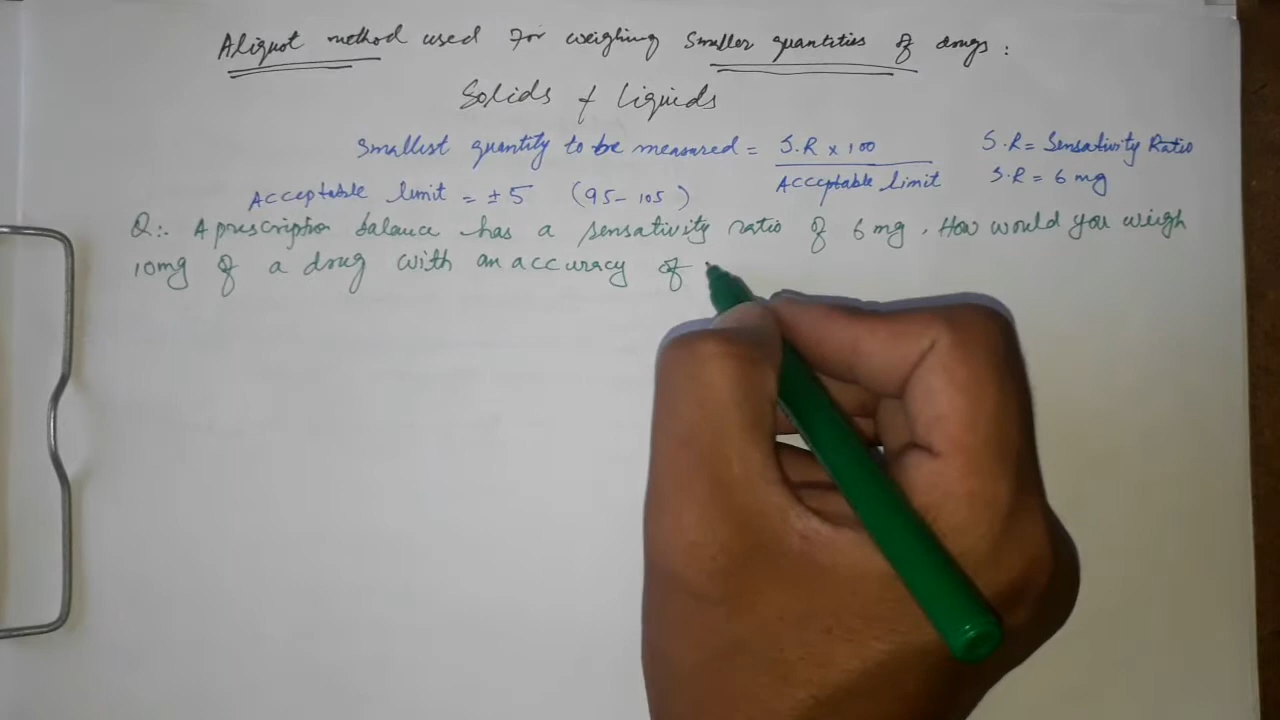 Aliquot method used for weighing smaller quantities of drugs :
Solids & Liquids
Smallest quantity to be measured = S.R x 100 / Acceptable Limit
S.R = Sensativity Ratio
S.R = 6 mg
Acceptable limit = ±5 (95-105)
Q:. A prescription balance has a sensativity ratio of 6 mg. How would you weigh
10mg of a drug with an accuracy of